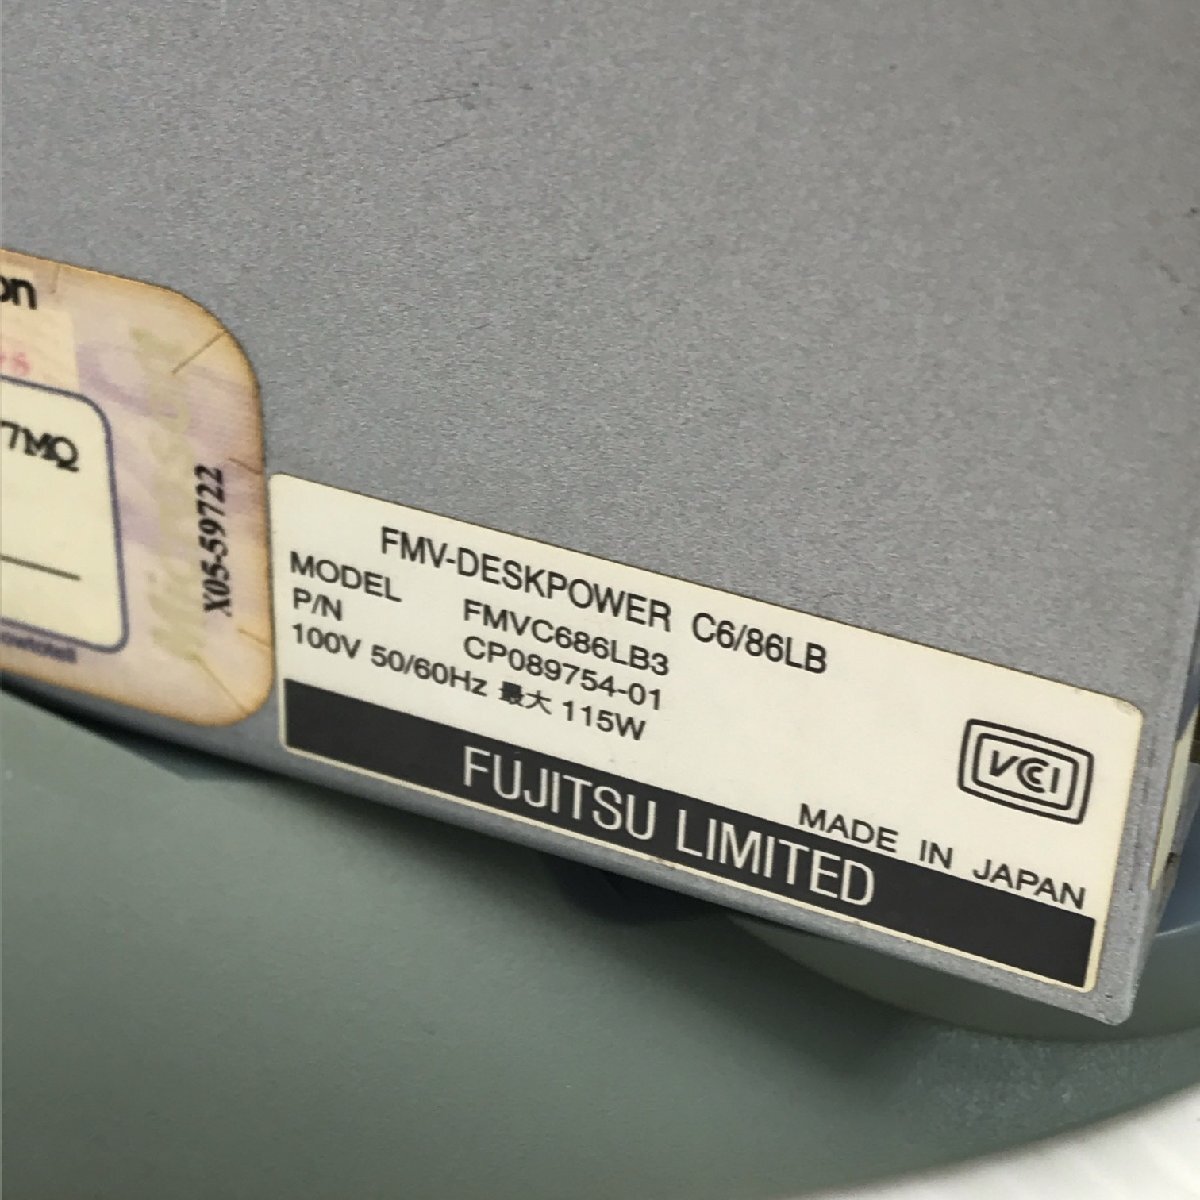 on
7MQ
Microsoft
X05-59722
FMV-DESKPOWER C6/86LB
MODEL FMVC686LB3
P/N CP089754-01
100V 50/60Hz 最大 115W
VCI
MADE IN JAPAN
FUJITSU LIMITED